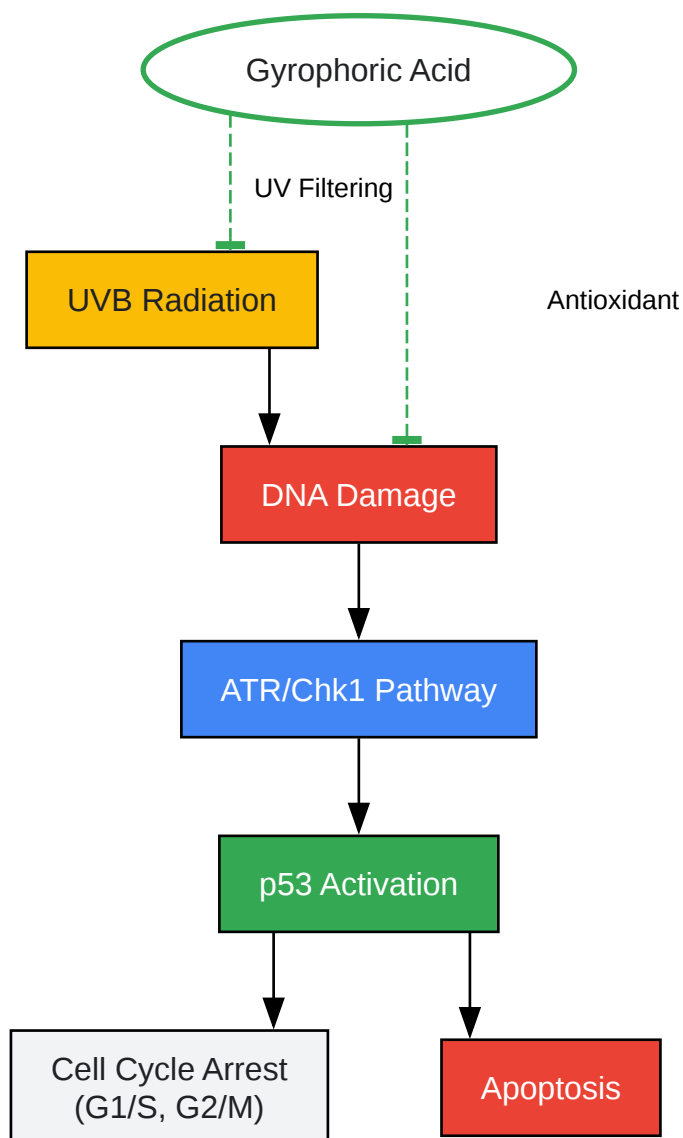 Gyrophoric Acid
UV Filtering
UVB Radiation
Antioxidant
DNA Damage
ATR/Chk1 Pathway
p53 Activation
Cell Cycle Arrest
(G1/S, G2/M)
Apoptosis